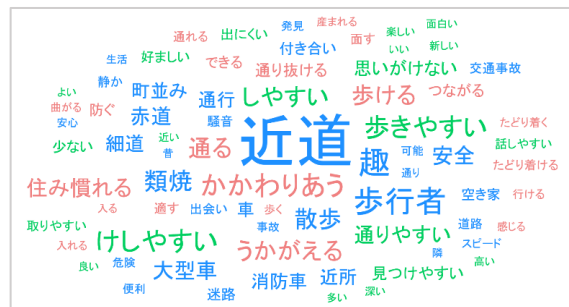 通れる 出にくい 発見 産まれる 楽しい 面白い
付き合い 面す いい 新しい
生活 好ましい できる 通り抜ける 思いがけない 交通事故
静か 町並み 通行 しやすい 歩ける つながる
よい 曲がる 防ぐ 赤道 騒音 近道 歩きやすい たどり着く
安心 少ない 細道 近い 昔 通る 趣 可能 通り 安全 話しやすい たどり着ける
住み慣れる 類焼 かかわりあう 歩行者 空き家 行ける
入る 適す 出会い 車 歩く 散歩
取りやすい 入れる けしやすい 事故 うかがえる 通りやすい 道路 感じる
スピード 隣
良い 危険 大型車 消防車 近所 見つけやすい 高い
便利 迷路 多い 深い